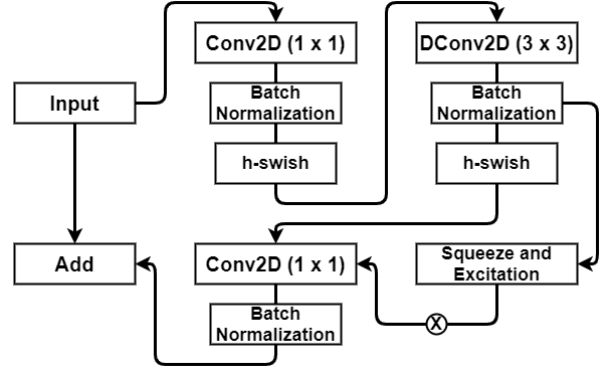 Conv2D (1 x 1)
DConv2D (3 x 3)
Input
Batch
Normalization
Batch
Normalization
h-swish
h-swish
Add
Conv2D (1 x 1)
Squeeze and
Excitation
X
Batch
Normalization